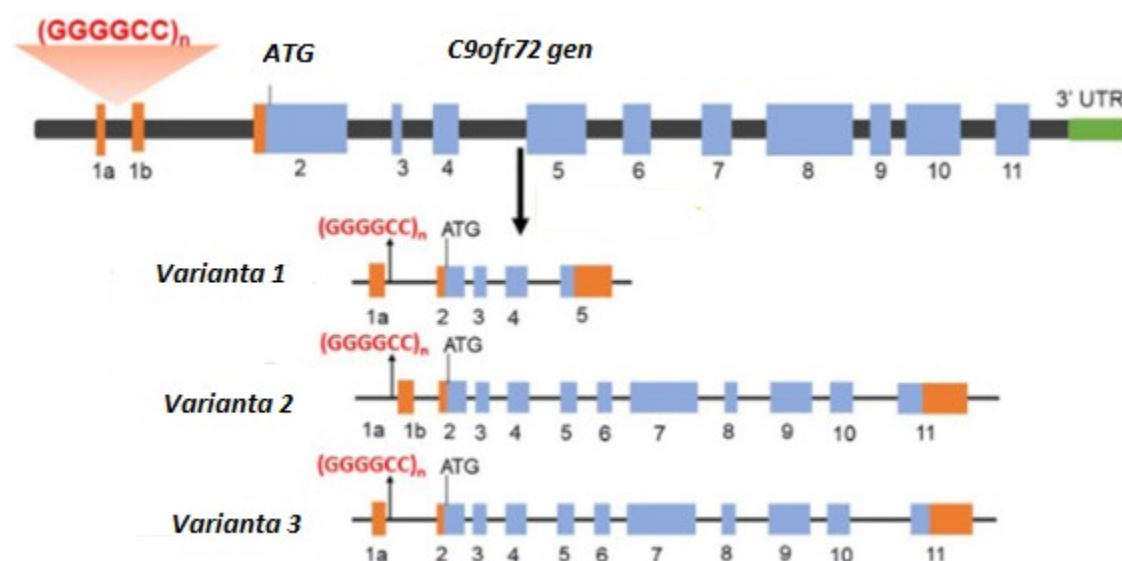 (GGGGCC)n
ATG C9ofr72 gen
3' UTR
1a 1b 2 3 4 5 6 7 8 9 10 11
(GGGGCC)n ATG
Varianta 1
1a 2 3 4 5
(GGGGCC)n ATG
Varianta 2
1a 1b 2 3 4 5 6 7 8 9 10 11
(GGGGCC)n ATG
Varianta 3
1a 2 3 4 5 6 7 8 9 10 11